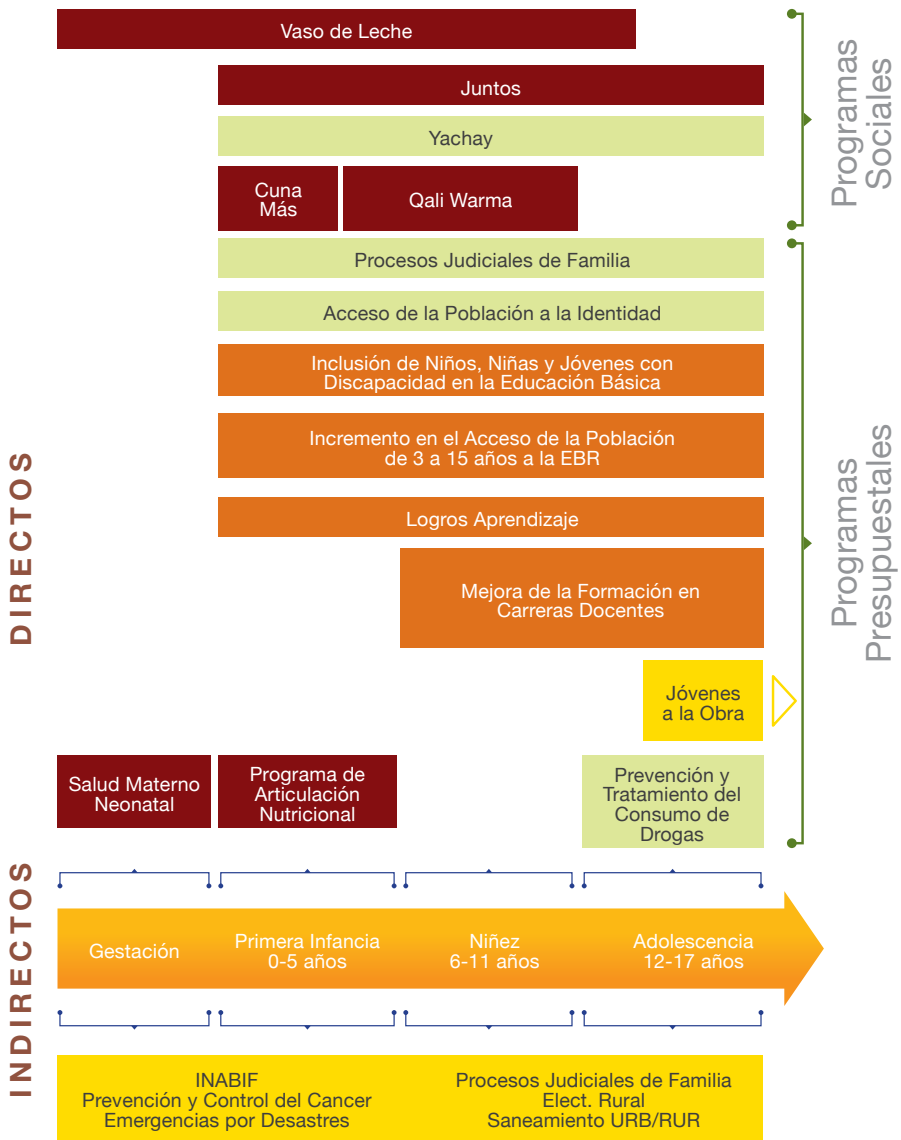 Vaso de Leche
Juntos
Yachay
Cuna
Más
Qali Warma
Programas
Sociales
Procesos Judiciales de Familia
Acceso de la Población a la Identidad
Inclusión de Niños, Niñas y Jóvenes con
Discapacidad en la Educación Básica
Incremento en el Acceso de la Población
de 3 a 15 años a la EBR
Logros Aprendizaje
Mejora de la Formación en
Carreras Docentes
Jóvenes
a la Obra
Salud Materno
Neonatal
Programa de
Articulación
Nutricional
Prevención y
Tratamiento del
Consumo de
Drogas
Programas
Presupuestales
DIRECTOS
INDIRECTOS
Gestación
Primera Infancia
0-5 años
Niñez
6-11 años
Adolescencia
12-17 años
INABIF
Prevención y Control del Cancer
Emergencias por Desastres
Procesos Judiciales de Familia
Elect. Rural
Saneamiento URB/RUR